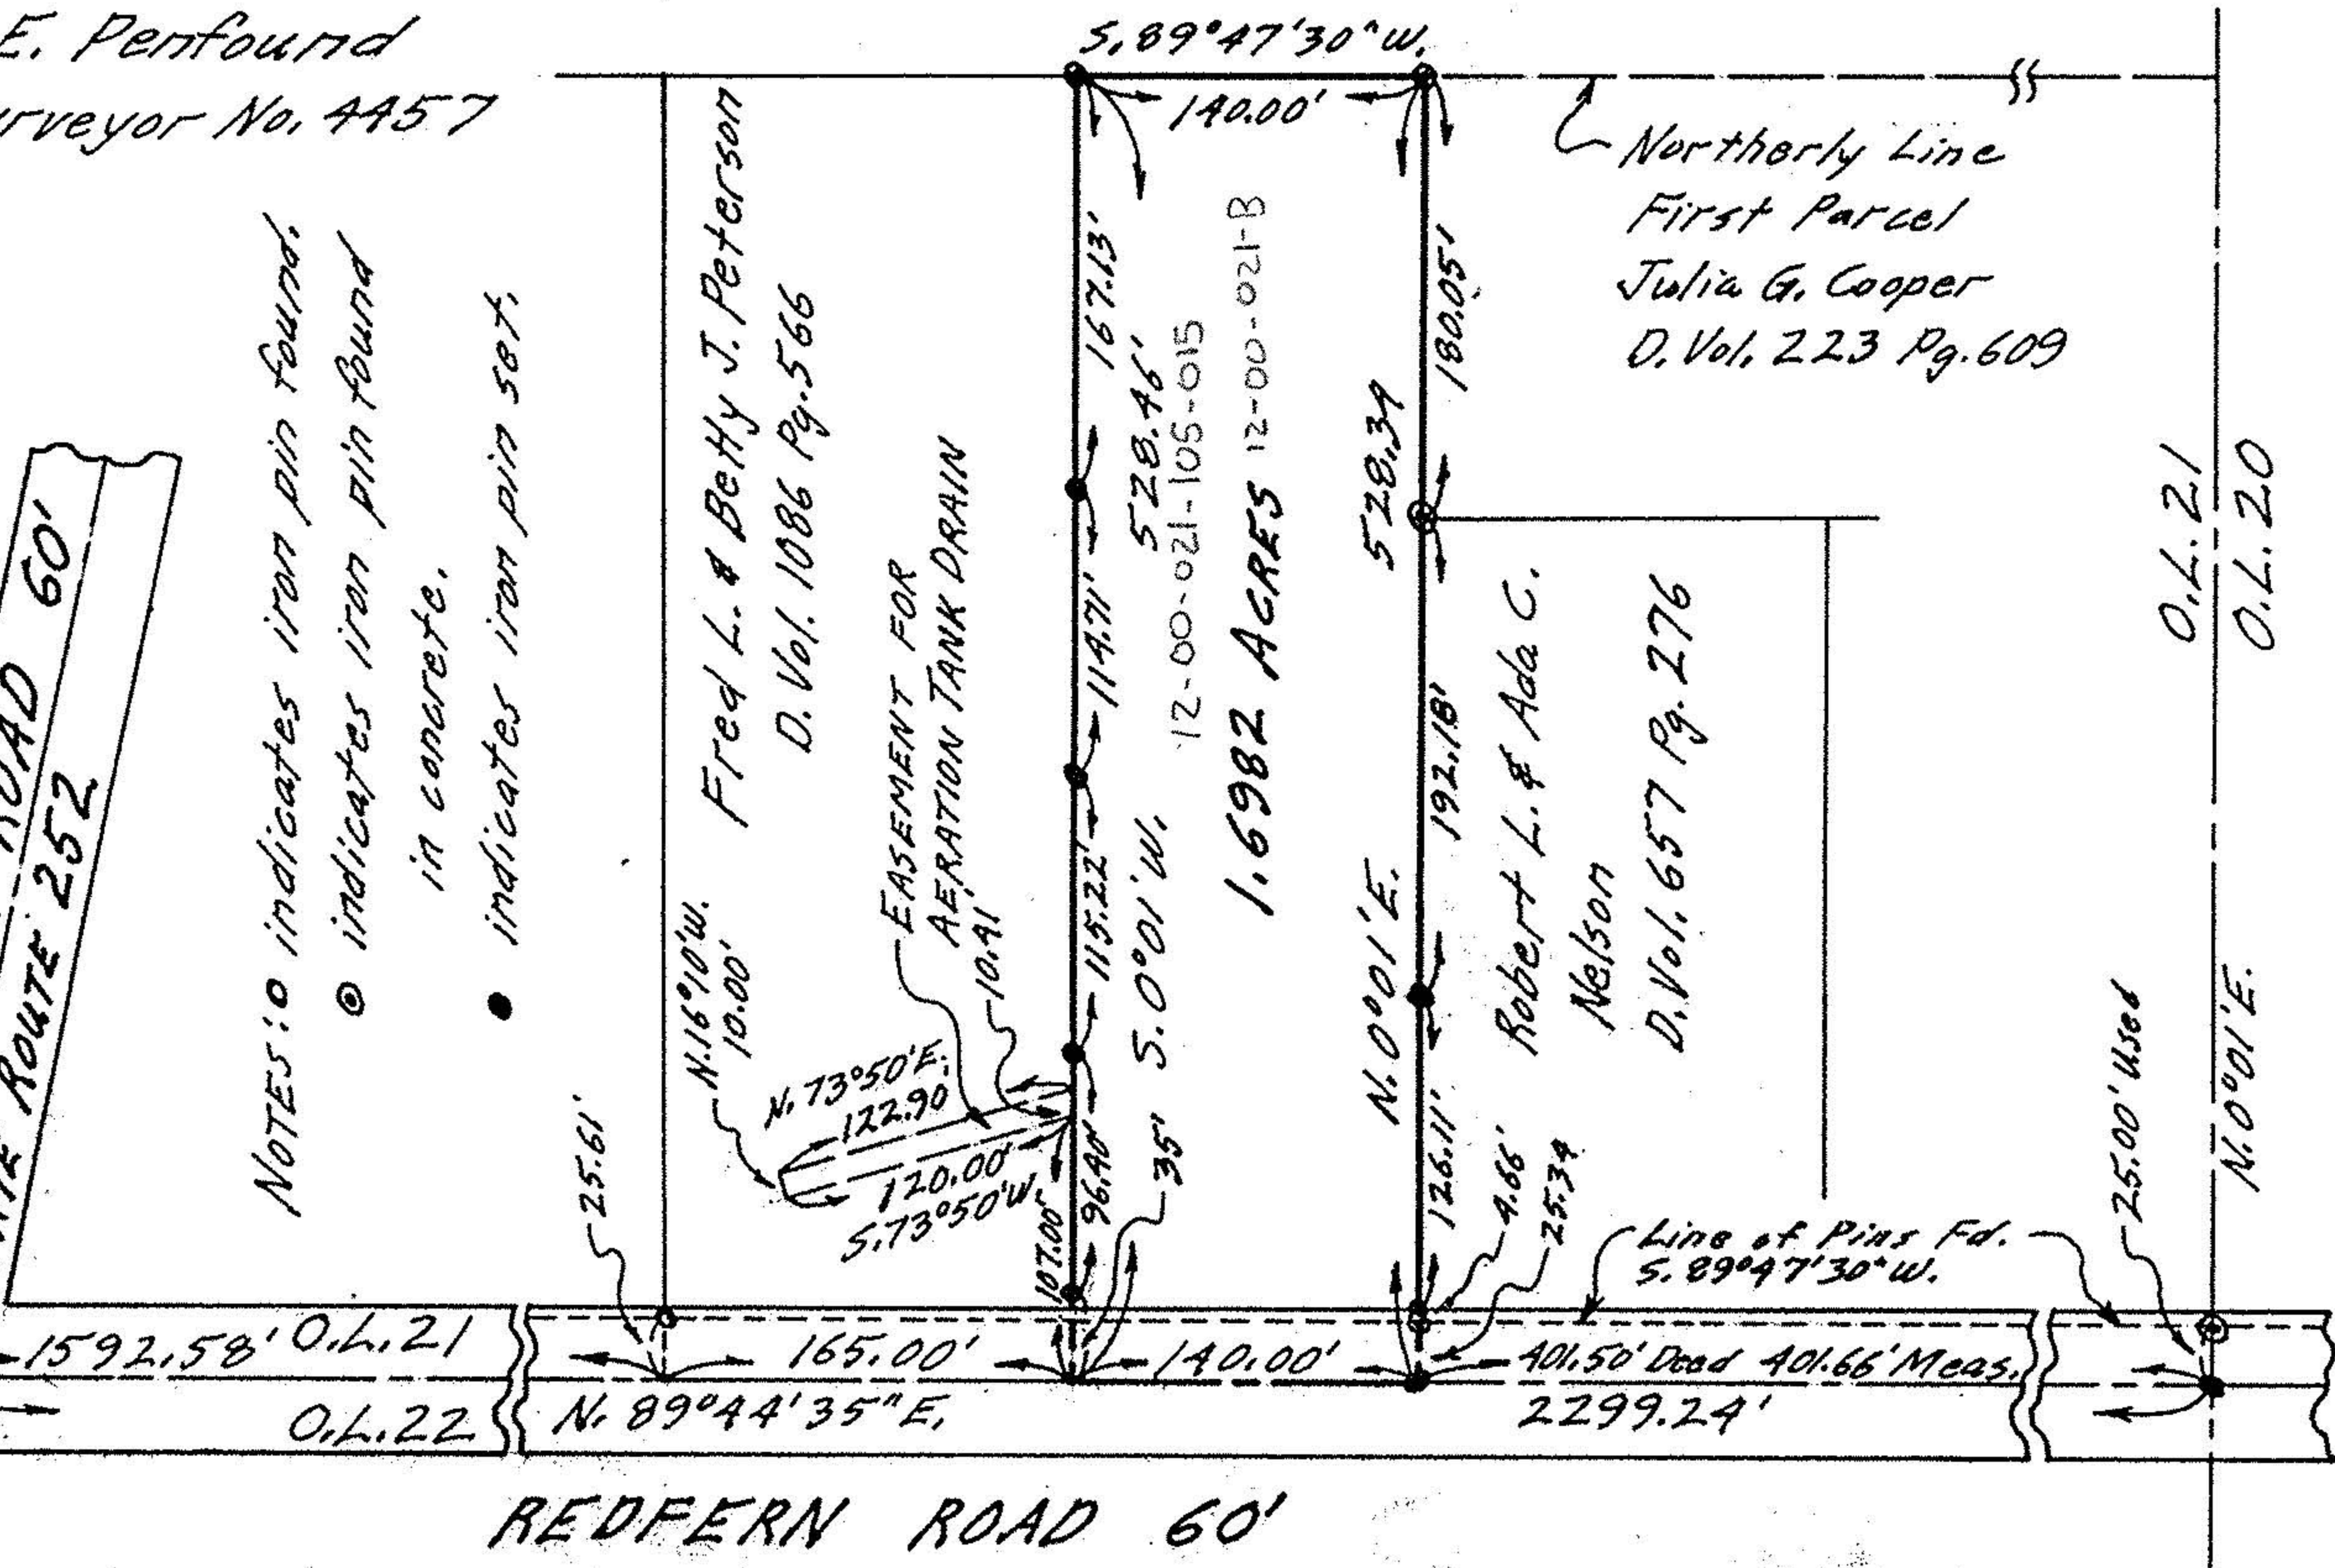 E. Penfound
rveyor No. 4457
S. 89°47'30" W.
140.00'
Northerly Line
First Parcel
Julia G. Cooper
D. Vol. 223 Pg. 609
60'
ROUTE 252
NOTES: o indicates iron pin found.
◎ indicates iron pin found
in concrete.
● indicates iron pin set.
Fred L. & Betty J. Peterson
D. Vol. 1086 Pg. 566
EASEMENT FOR
AERATION TANK DRAIN
10.41'
N. 16°10'W.
10.00'
N. 73°50'E.
122.90
120.00'
S. 73°50'W.
107.00'
25.61'
167.13'
114.71'
115.22'
96.40'
35'
528.46'
S. 0°01'W.
12-00-021-105-015
1.6982 ACRES
12-00-021-B
528.34
N. 0°01'E.
180.05'
192.18'
126.11'
4.66'
25.34
Robert L. & Ada C.
Nelson
D. Vol. 657 Pg. 276
O.L. 21
O.L. 20
N. 0°01'E.
25.00' Used
Line of Pins Fd.
S. 89°47'30" W.
1592.58' O.L. 21
165.00'
140.00'
401.50' Deed 401.66' Meas.
O.L. 22
N. 89°44'35" E.
2299.24'
REDFERN ROAD 60'